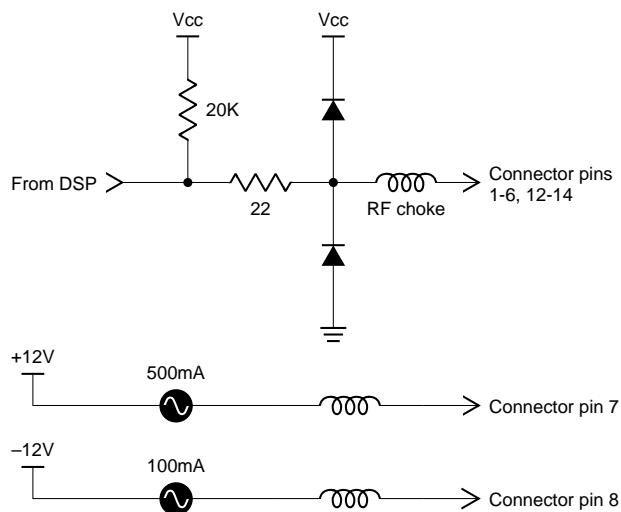 Vcc
Vcc
20K
From DSP
22
RF choke
Connector pins
1-6, 12-14
+12V
500mA
Connector pin 7
–12V
100mA
Connector pin 8